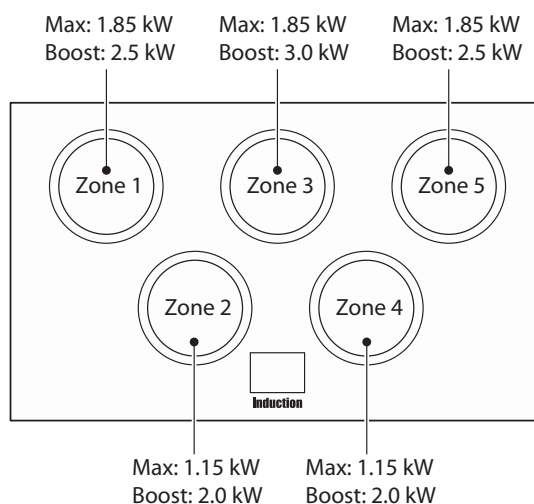 Max: 1.85 kW
Boost: 2.5 kW
Max: 1.85 kW
Boost: 3.0 kW
Max: 1.85 kW
Boost: 2.5 kW
Zone 1
Zone 3
Zone 5
Zone 2
Zone 4
Induction
Max: 1.15 kW
Boost: 2.0 kW
Max: 1.15 kW
Boost: 2.0 kW